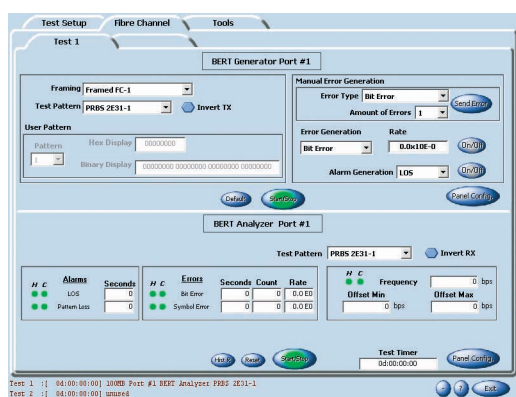 Test Setup Fibre Channel Tools
Test 1
BERT Generator Port #1
Framing Framed FC-1
Test Pattern PRBS 2E31-1 Invert TX
User Pattern
Pattern Hex Display 00000000
1 Binary Display 00000000 00000000 00000000 00000000
Manual Error Generation
Error Type Bit Error Send Error
Amount of Errors 1
Error Generation Rate
Bit Error 0.0x10E-0 On/Off
Alarm Generation LOS On/Off
Default Start/Stop Panel Config.
BERT Analyzer Port #1
Test Pattern PRBS 2E31-1 Invert RX
H C Alarms Seconds
LOS 0
Pattern Loss 0
H C Errors Seconds Count Rate
Bit Error 0 0 0.0 E0
Symbol Error 0 0 0.0 E0
H C Frequency 0 bps
Offset Min Offset Max
0 bps 0 bps
Hist. R. Reset Start/Stop
Test Timer
0d:00:00:00 Panel Config.
Test 1 :[ 0d:00:00:00] 100MB Port #1 BERT Analyzer PRBS 2E31-1
Test 2 :[ 0d:00:00:00] unused
- ? Exit